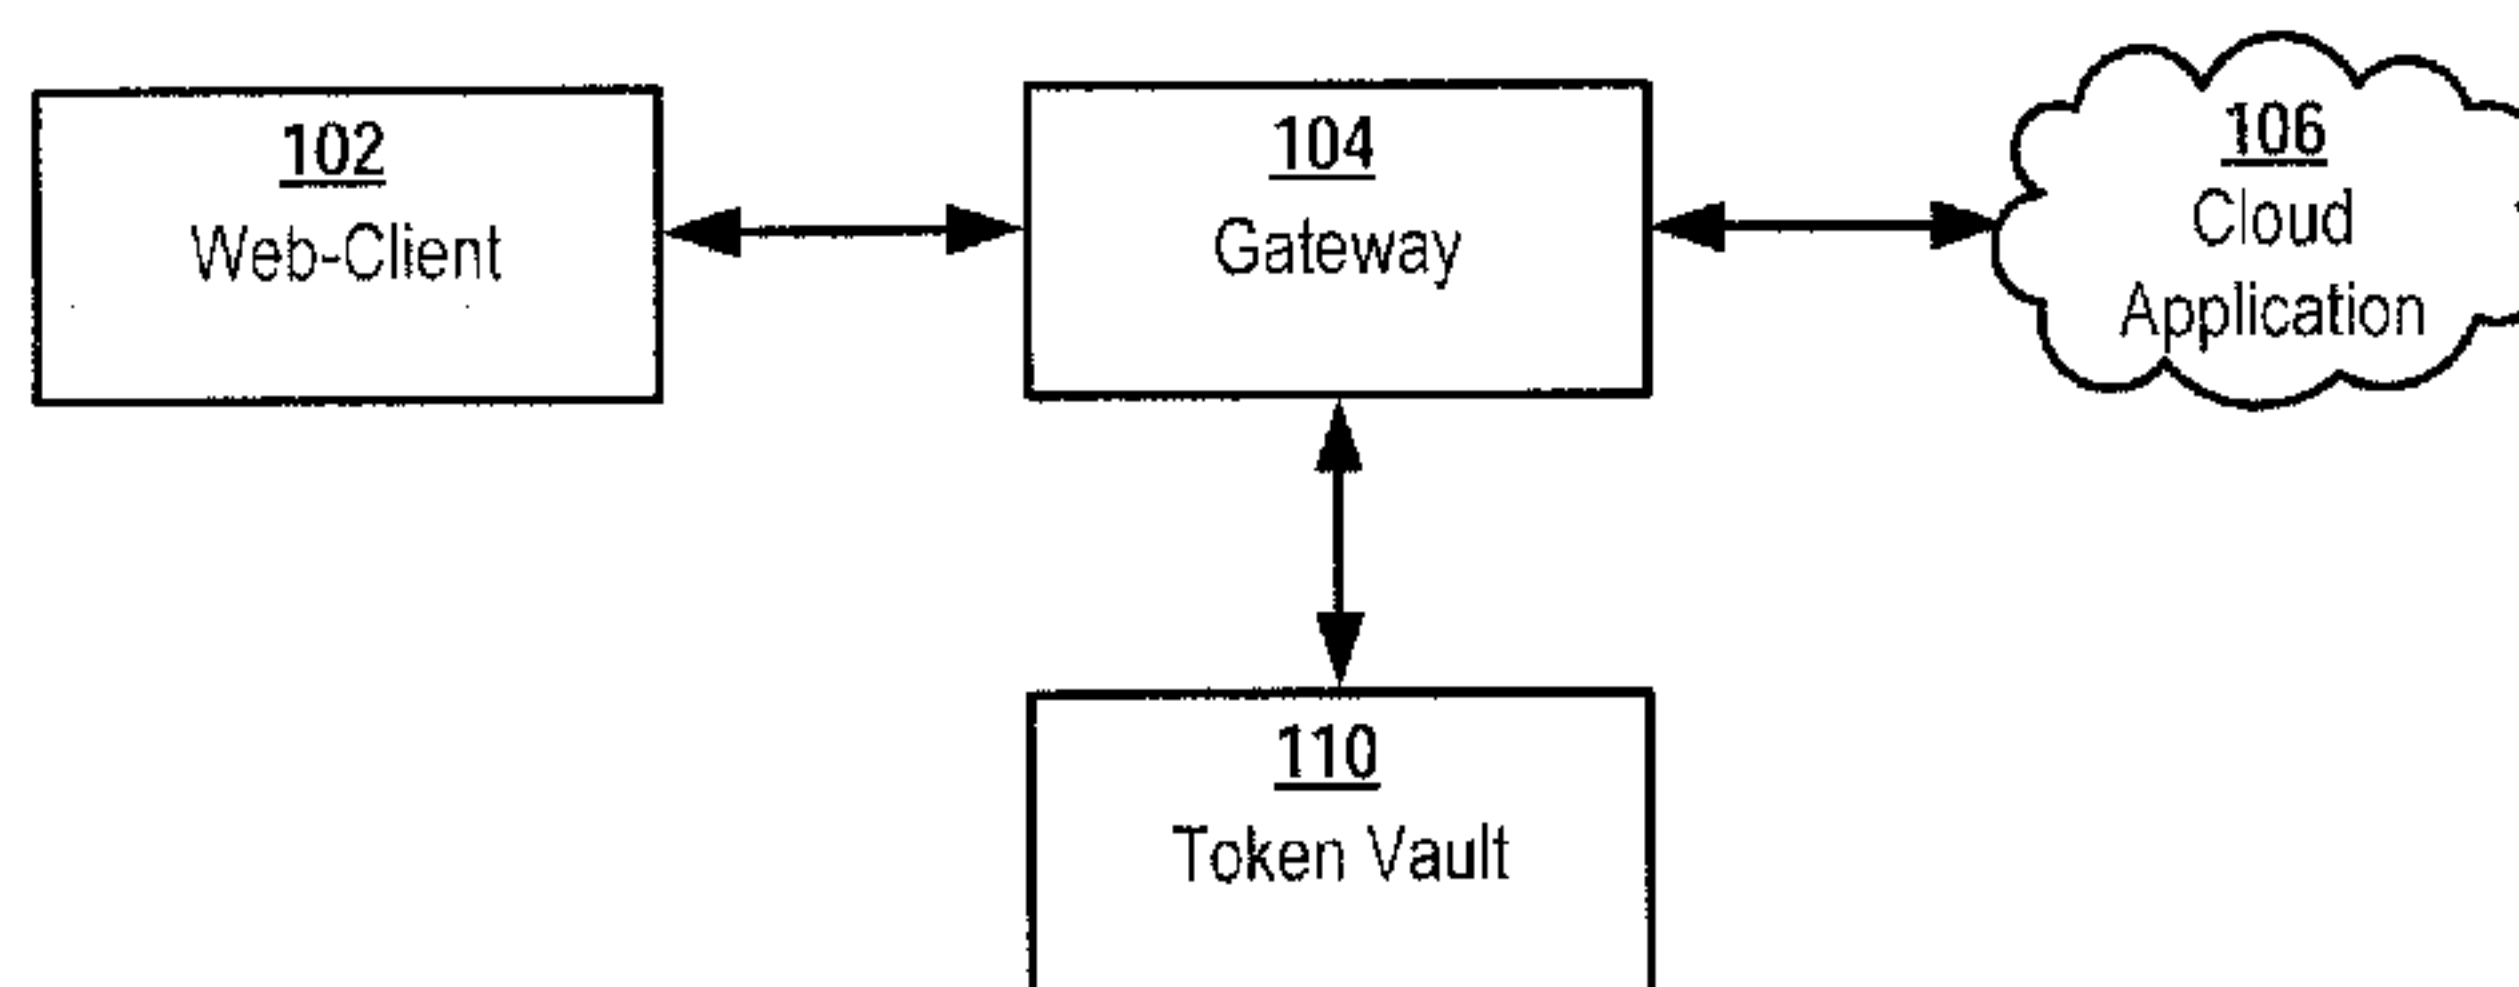 102
Web-Client
104
Gateway
106
Cloud
Application
110
Token Vault